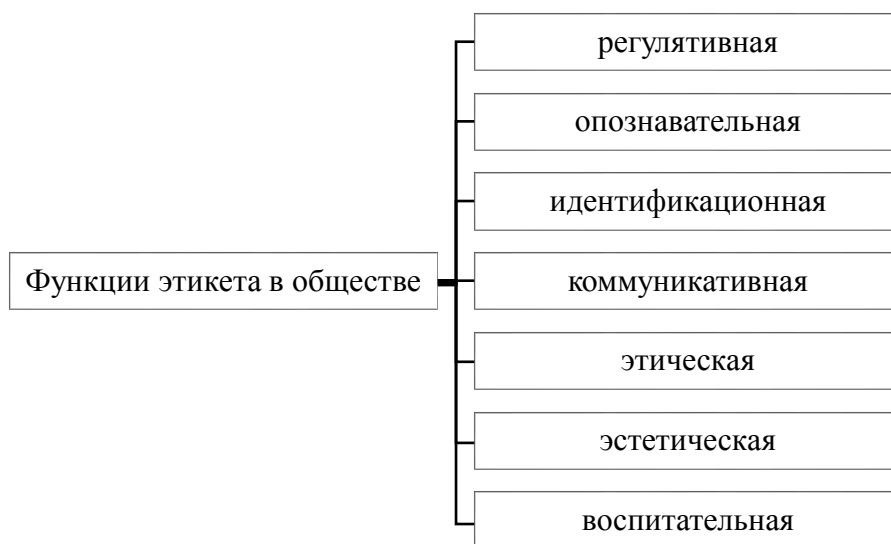 регулятивная
опознавательная
идентификационная
Функции этикета в обществе
коммуникативная
этическая
эстетическая
воспитательная